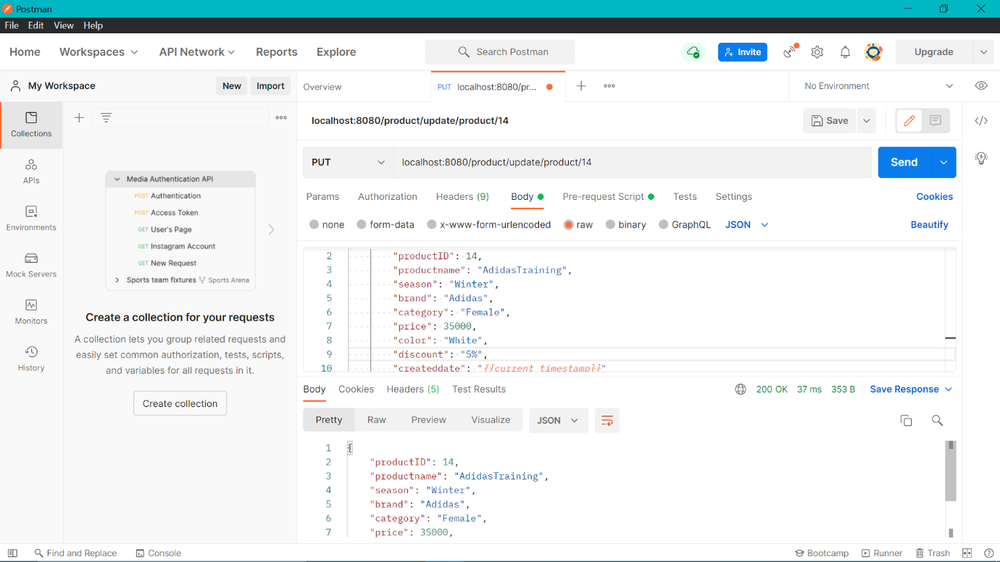 Postman
File Edit View Help
Home Workspaces API Network Reports Explore Search Postman Invite Upgrade
My Workspace New Import Overview PUT localhost:8080/pr... No Environment
Collections
APIs
Environments
Mock Servers
Monitors
History
Media Authentication API
POST Authentication
POST Access Token
GET User's Page
GET Instagram Account
GET New Request
Sports team fixtures Sports Arena
Create a collection for your requests
A collection lets you group related requests and
easily set common authorization, tests, scripts,
and variables for all requests in it.
Create collection
localhost:8080/product/update/product/14 Save
PUT localhost:8080/product/update/product/14 Send
Params Authorization Headers (9) Body Pre-request Script Tests Settings Cookies
none form-data x-www-form-urlencoded raw binary GraphQL JSON Beautify
2 "productID": 14,
3 "productname": "AdidasTraining",
4 "season": "Winter",
5 "brand": "Adidas",
6 "category": "Female",
7 "price": 35000,
8 "color": "White",
9 "discount": "5%",
10 "createddate": "{{current_timestamp}}"
Body Cookies Headers (5) Test Results 200 OK 37 ms 353 B Save Response
Pretty Raw Preview Visualize JSON
1 {
2 "productID": 14,
3 "productname": "AdidasTraining",
4 "season": "Winter",
5 "brand": "Adidas",
6 "category": "Female",
7 "price": 35000,
Find and Replace Console Bootcamp Runner Trash